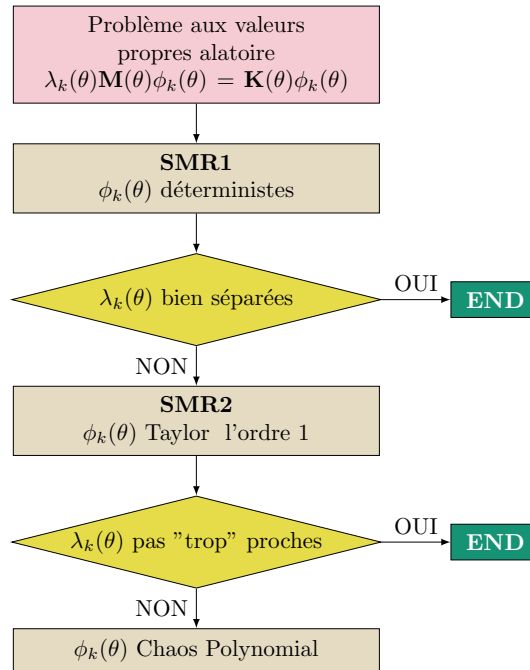 Problème aux valeurs
propres alatoire
λ_k(θ)M(θ)ϕ_k(θ) = K(θ)ϕ_k(θ)
SMR1
ϕ_k(θ) déterministes
λ_k(θ) bien séparées
OUI
END
NON
SMR2
ϕ_k(θ) Taylor l'ordre 1
λ_k(θ) pas "trop" proches
OUI
END
NON
ϕ_k(θ) Chaos Polynomial